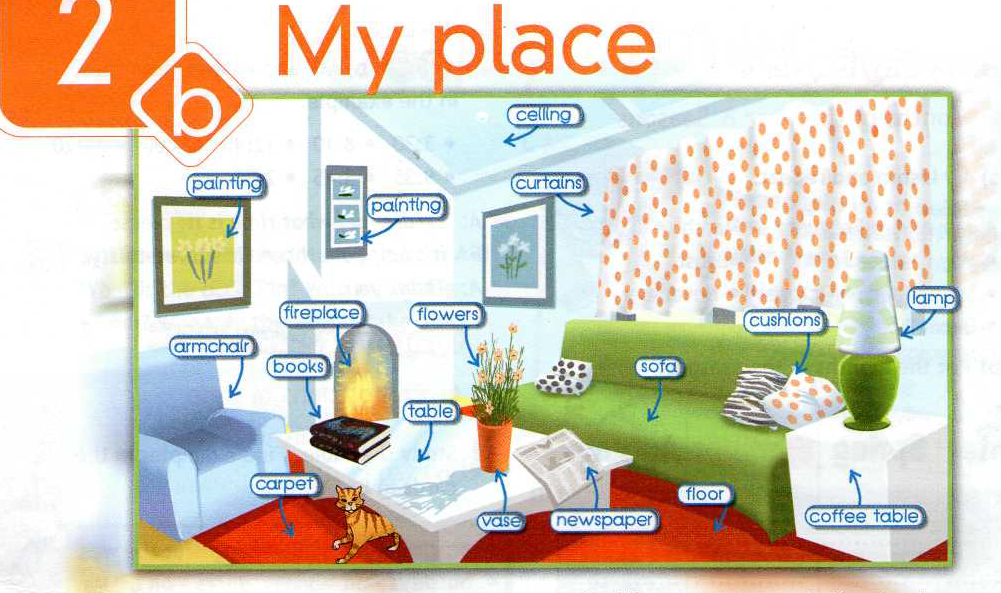 2
b
My place
ceiling
painting
curtains
painting
lamp
fireplace
flowers
cushions
armchair
books
sofa
table
carpet
floor
vase
newspaper
coffee table